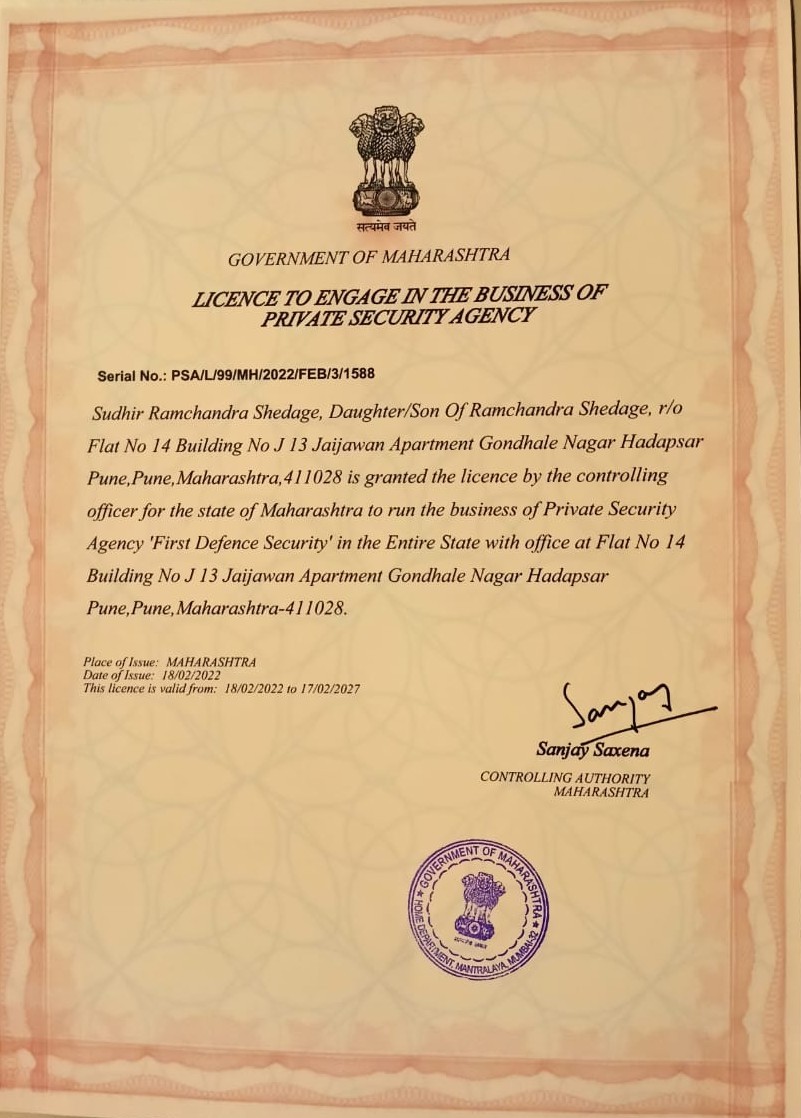 सत्यमेव जयते
GOVERNMENT OF MAHARASHTRA
LICENCE TO ENGAGE IN THE BUSINESS OF
PRIVATE SECURITY AGENCY
Serial No.: PSA/L/99/MH/2022/FEB/3/1588
Sudhir Ramchandra Shedage, Daughter/Son Of Ramchandra Shedage, r/o
Flat No 14 Building No J 13 Jaijawan Apartment Gondhale Nagar Hadapsar
Pune,Pune,Maharashtra,411028 is granted the licence by the controlling
officer for the state of Maharashtra to run the business of Private Security
Agency 'First Defence Security' in the Entire State with office at Flat No 14
Building No J 13 Jaijawan Apartment Gondhale Nagar Hadapsar
Pune,Pune,Maharashtra-411028.
Place of Issue: MAHARASHTRA
Date of Issue: 18/02/2022
This licence is valid from: 18/02/2022 to 17/02/2027
Sanjay
Sanjay Saxena
CONTROLLING AUTHORITY
MAHARASHTRA
GOVERNMENT OF MAHARASHTRA
HOME DEPARTMENT, MANTRALAYA, MUMBAI-32